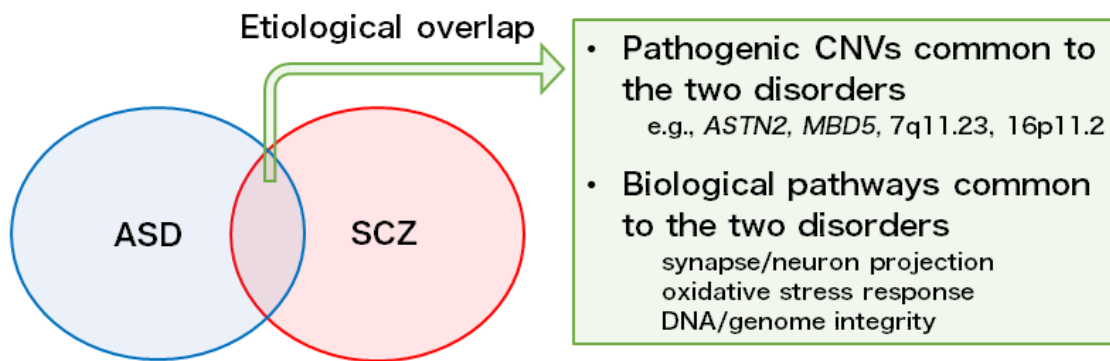 Etiological overlap
ASD
SCZ
• Pathogenic CNVs common to
the two disorders
e.g., ASTN2, MBD5, 7q11.23, 16p11.2
• Biological pathways common
to the two disorders
synapse/neuron projection
oxidative stress response
DNA/genome integrity